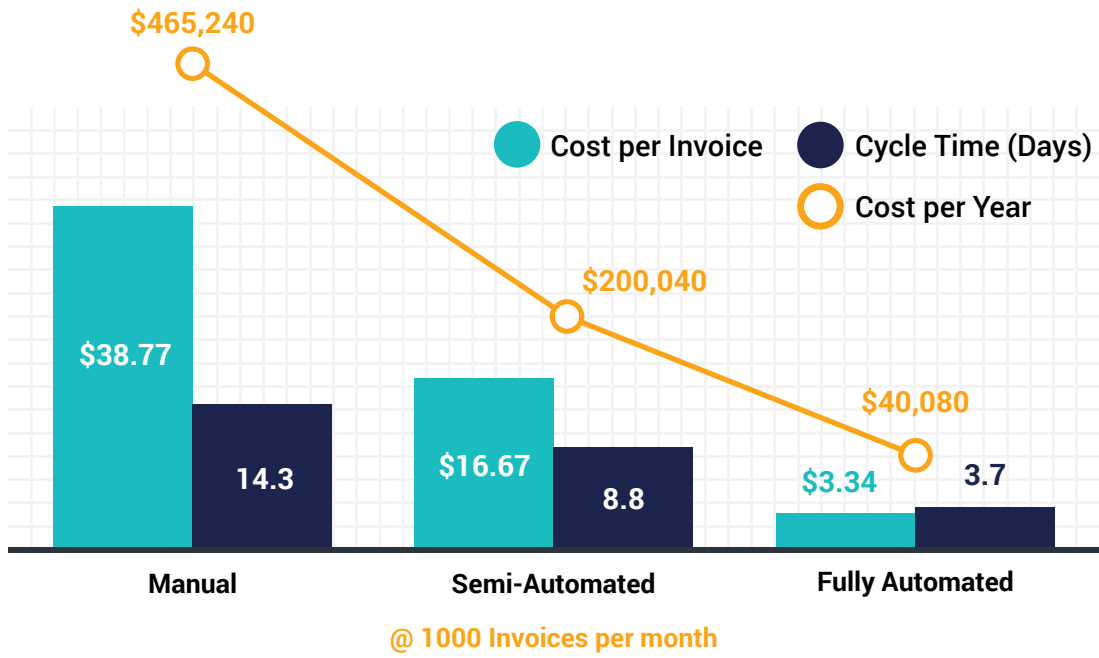 $465,240
Cost per Invoice
Cycle Time (Days)
Cost per Year
$200,040
$38.77
$40,080
14.3
$16.67
8.8
$3.34
3.7
Manual
Semi-Automated
Fully Automated
@ 1000 Invoices per month